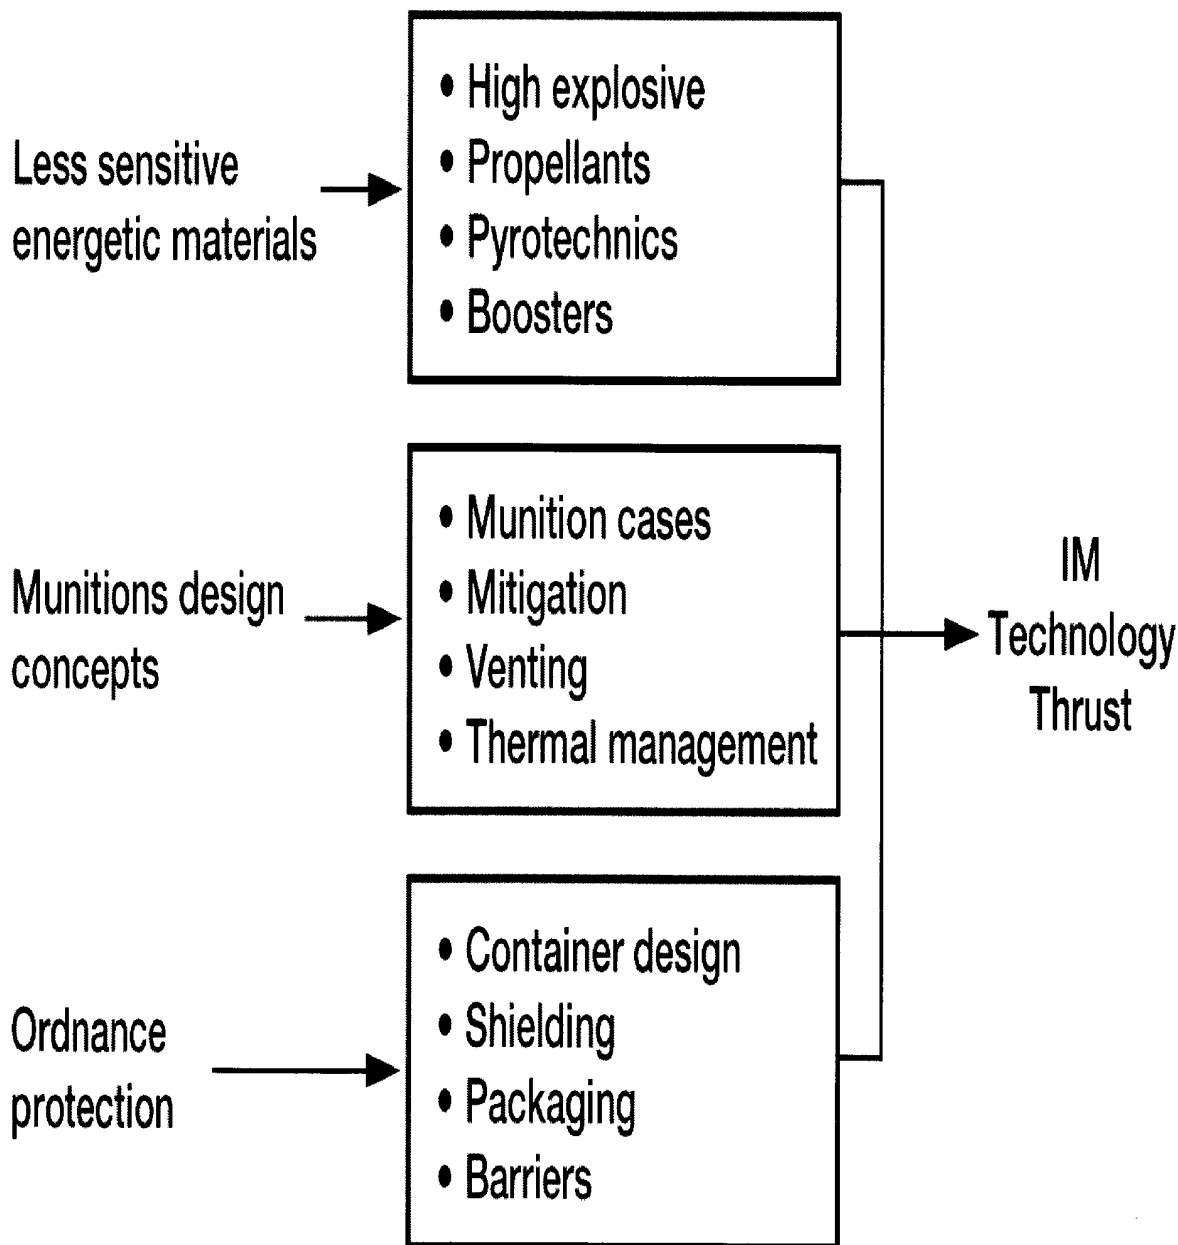 Less sensitive
energetic materials
• High explosive
• Propellants
• Pyrotechnics
• Boosters
Munitions design
concepts
• Munition cases
• Mitigation
• Venting
• Thermal management
Ordnance
protection
• Container design
• Shielding
• Packaging
• Barriers
IM
Technology
Thrust